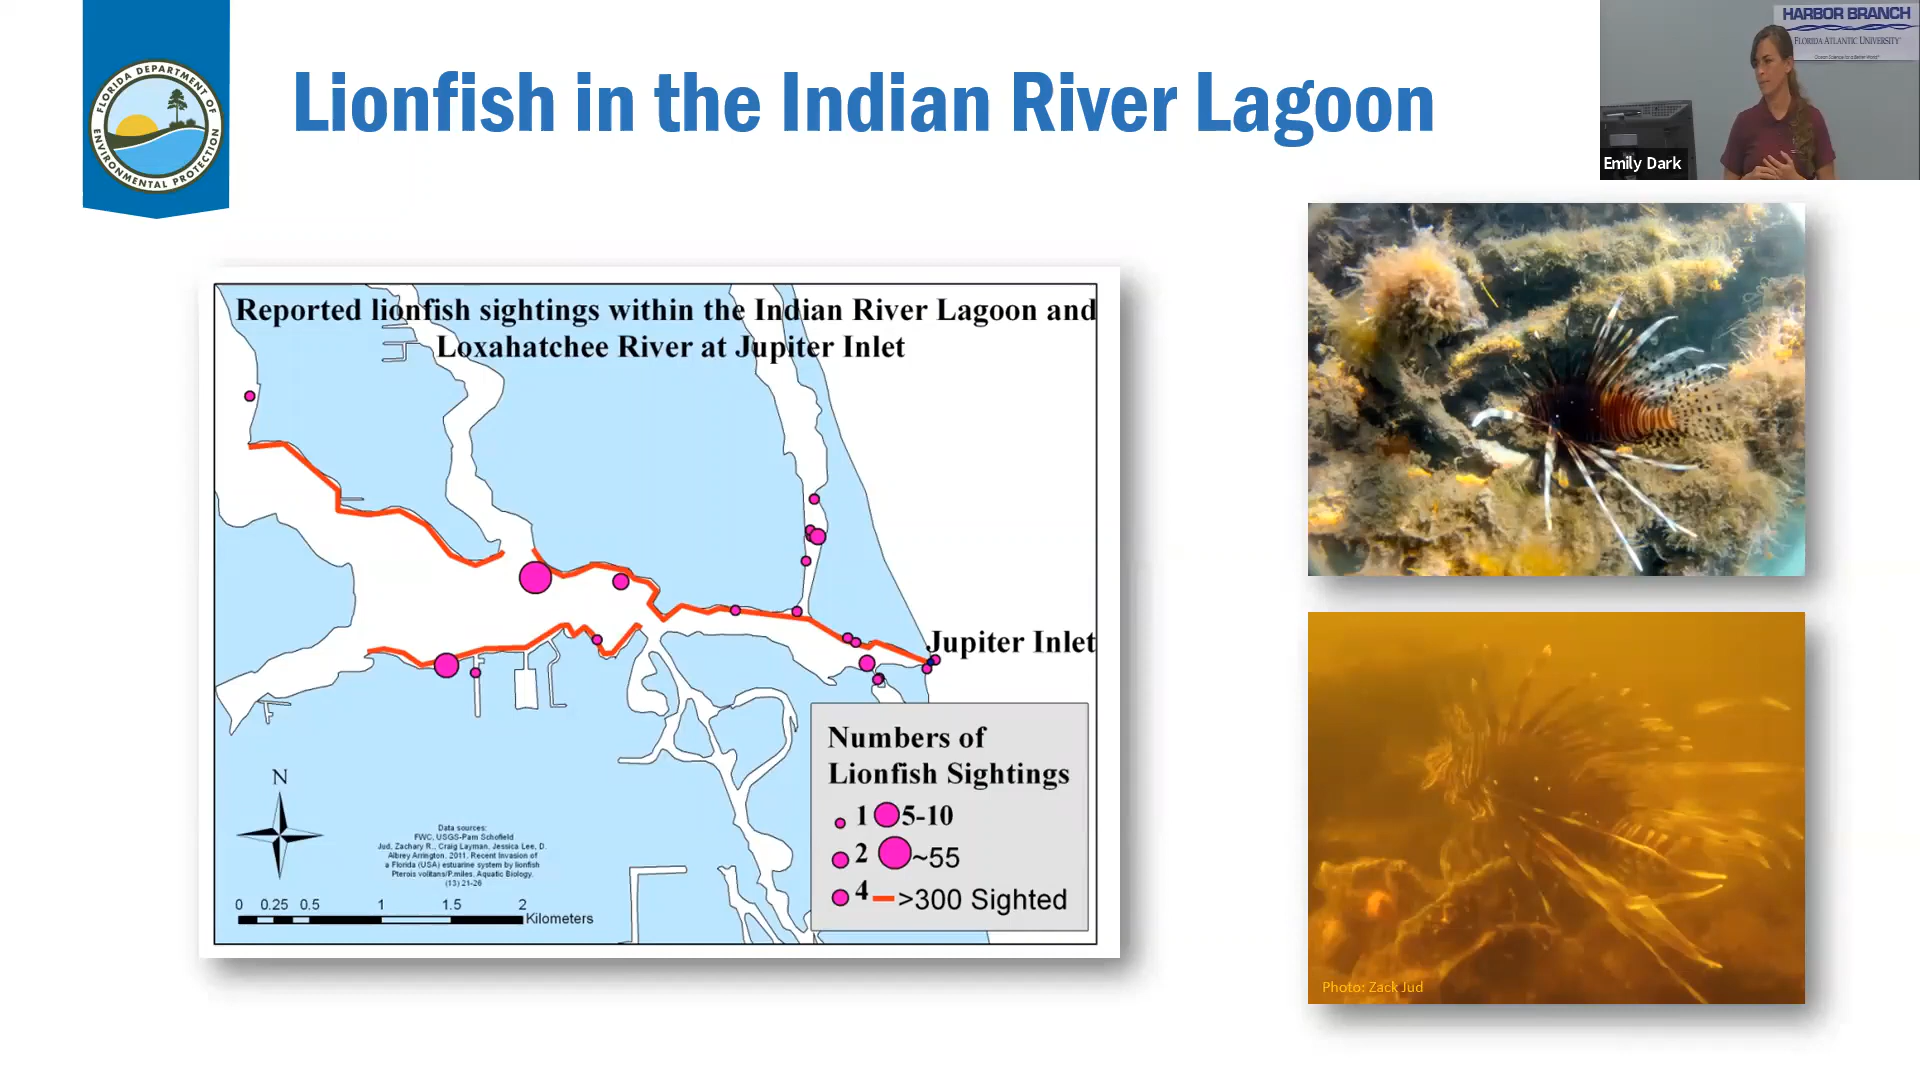 FLORIDA DEPARTMENT OF
ENVIRONMENTAL PROTECTION
Lionfish in the Indian River Lagoon
HARBOR BRANCH
FLORIDA ATLANTIC UNIVERSITY
Emily Dark
Reported lionfish sightings within the Indian River Lagoon and
Loxahatchee River at Jupiter Inlet
Jupiter Inlet
Numbers of
Lionfish Sightings
1 5-10
2 ~55
4 >300 Sighted
N
Data sources:
FWC, USGS-Pam Schofield
Jud, Zachary R., Craig Layman, Jessica Lee, D.
Albrey Arrington. 2011. Recent Invasion of
a Florida (USA) estuarine system by lionfish
Pterois volitans/P.miles. Aquatic Biology.
(13) 21-26
0 0.25 0.5 1 1.5 2
Kilometers
Photo: Zack Jud